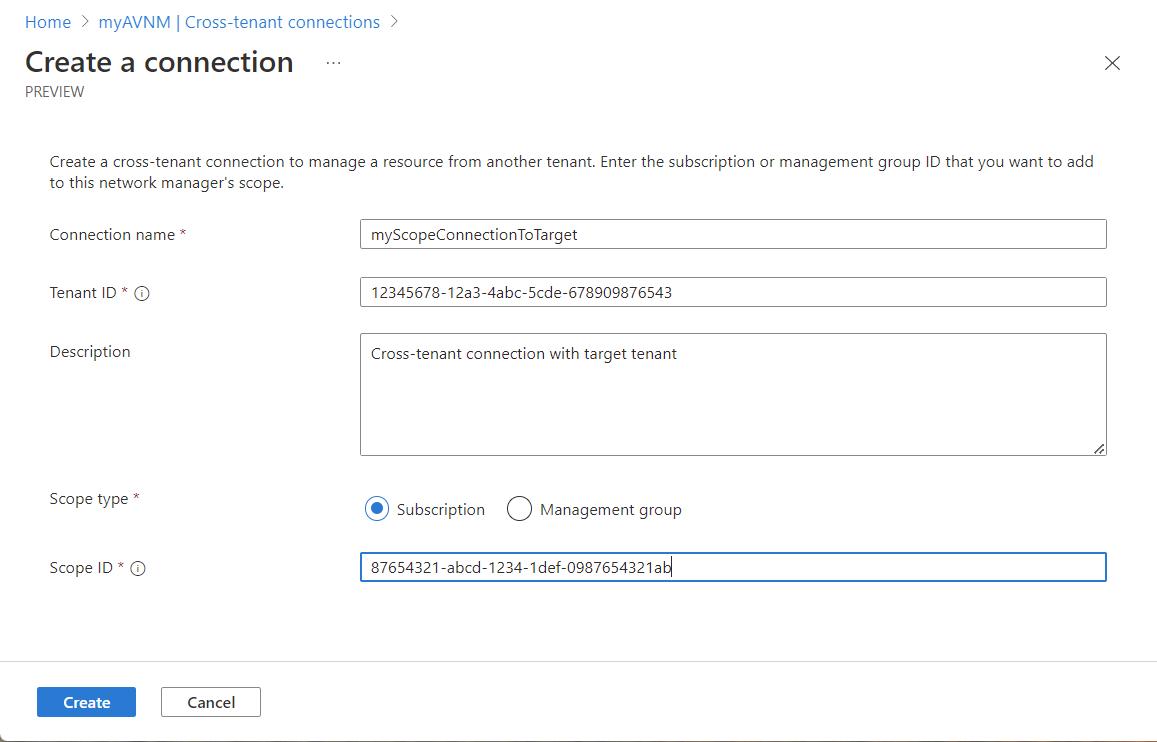 Home > myAVNM | Cross-tenant connections >
Create a connection ...
PREVIEW
Create a cross-tenant connection to manage a resource from another tenant. Enter the subscription or management group ID that you want to add
to this network manager's scope.
Connection name * myScopeConnectionToTarget
Tenant ID * 12345678-12a3-4abc-5cde-678909876543
Description Cross-tenant connection with target tenant
Scope type * Subscription Management group
Scope ID * 87654321-abcd-1234-1def-0987654321ab
Create Cancel